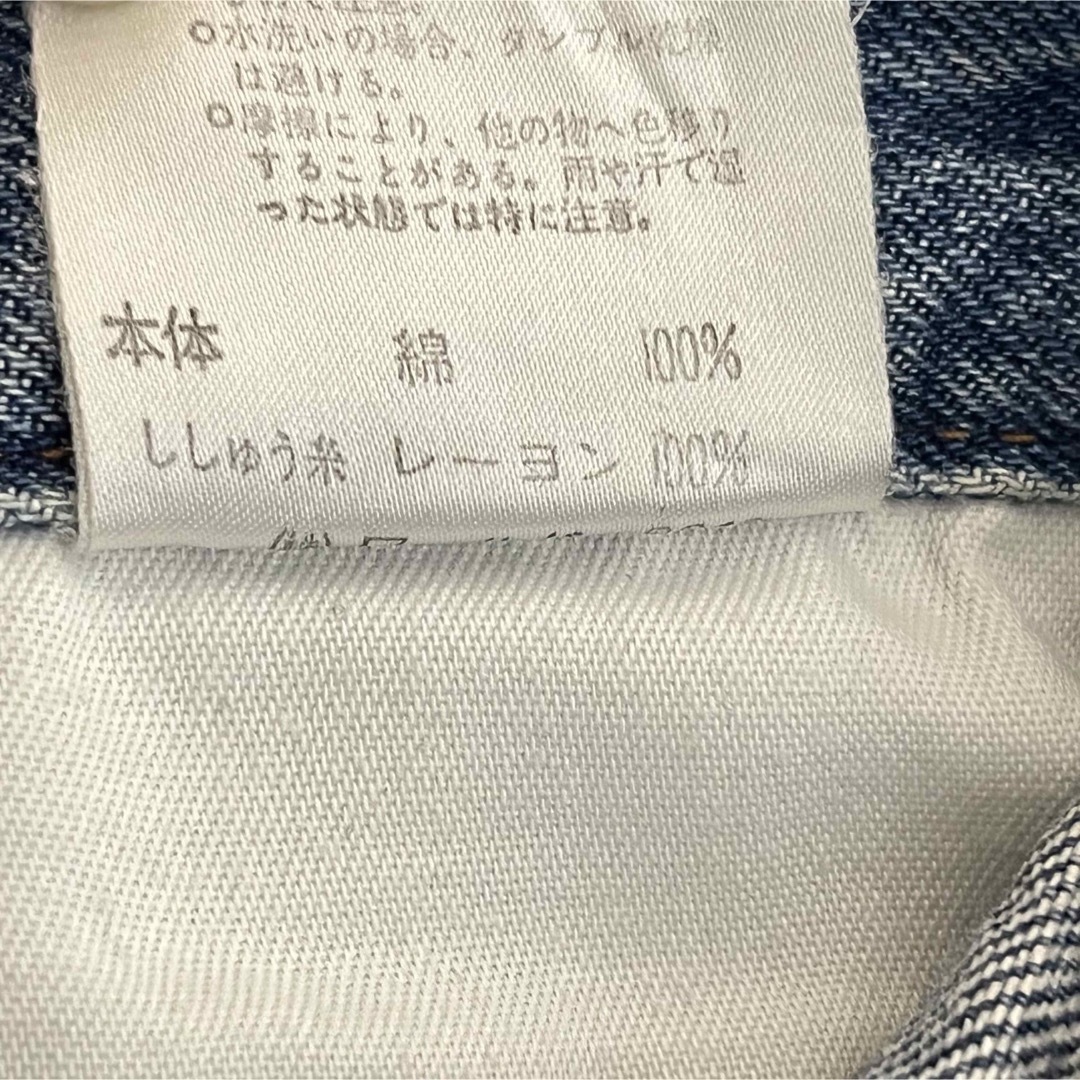 ○水洗いの場合、タンブル乾燥
は避ける。
○摩擦により、他の物へ色移り
することがある。雨や汗で湿
った状態では特に注意。
本体 綿 100%
ししゅう糸 レーヨン 100%